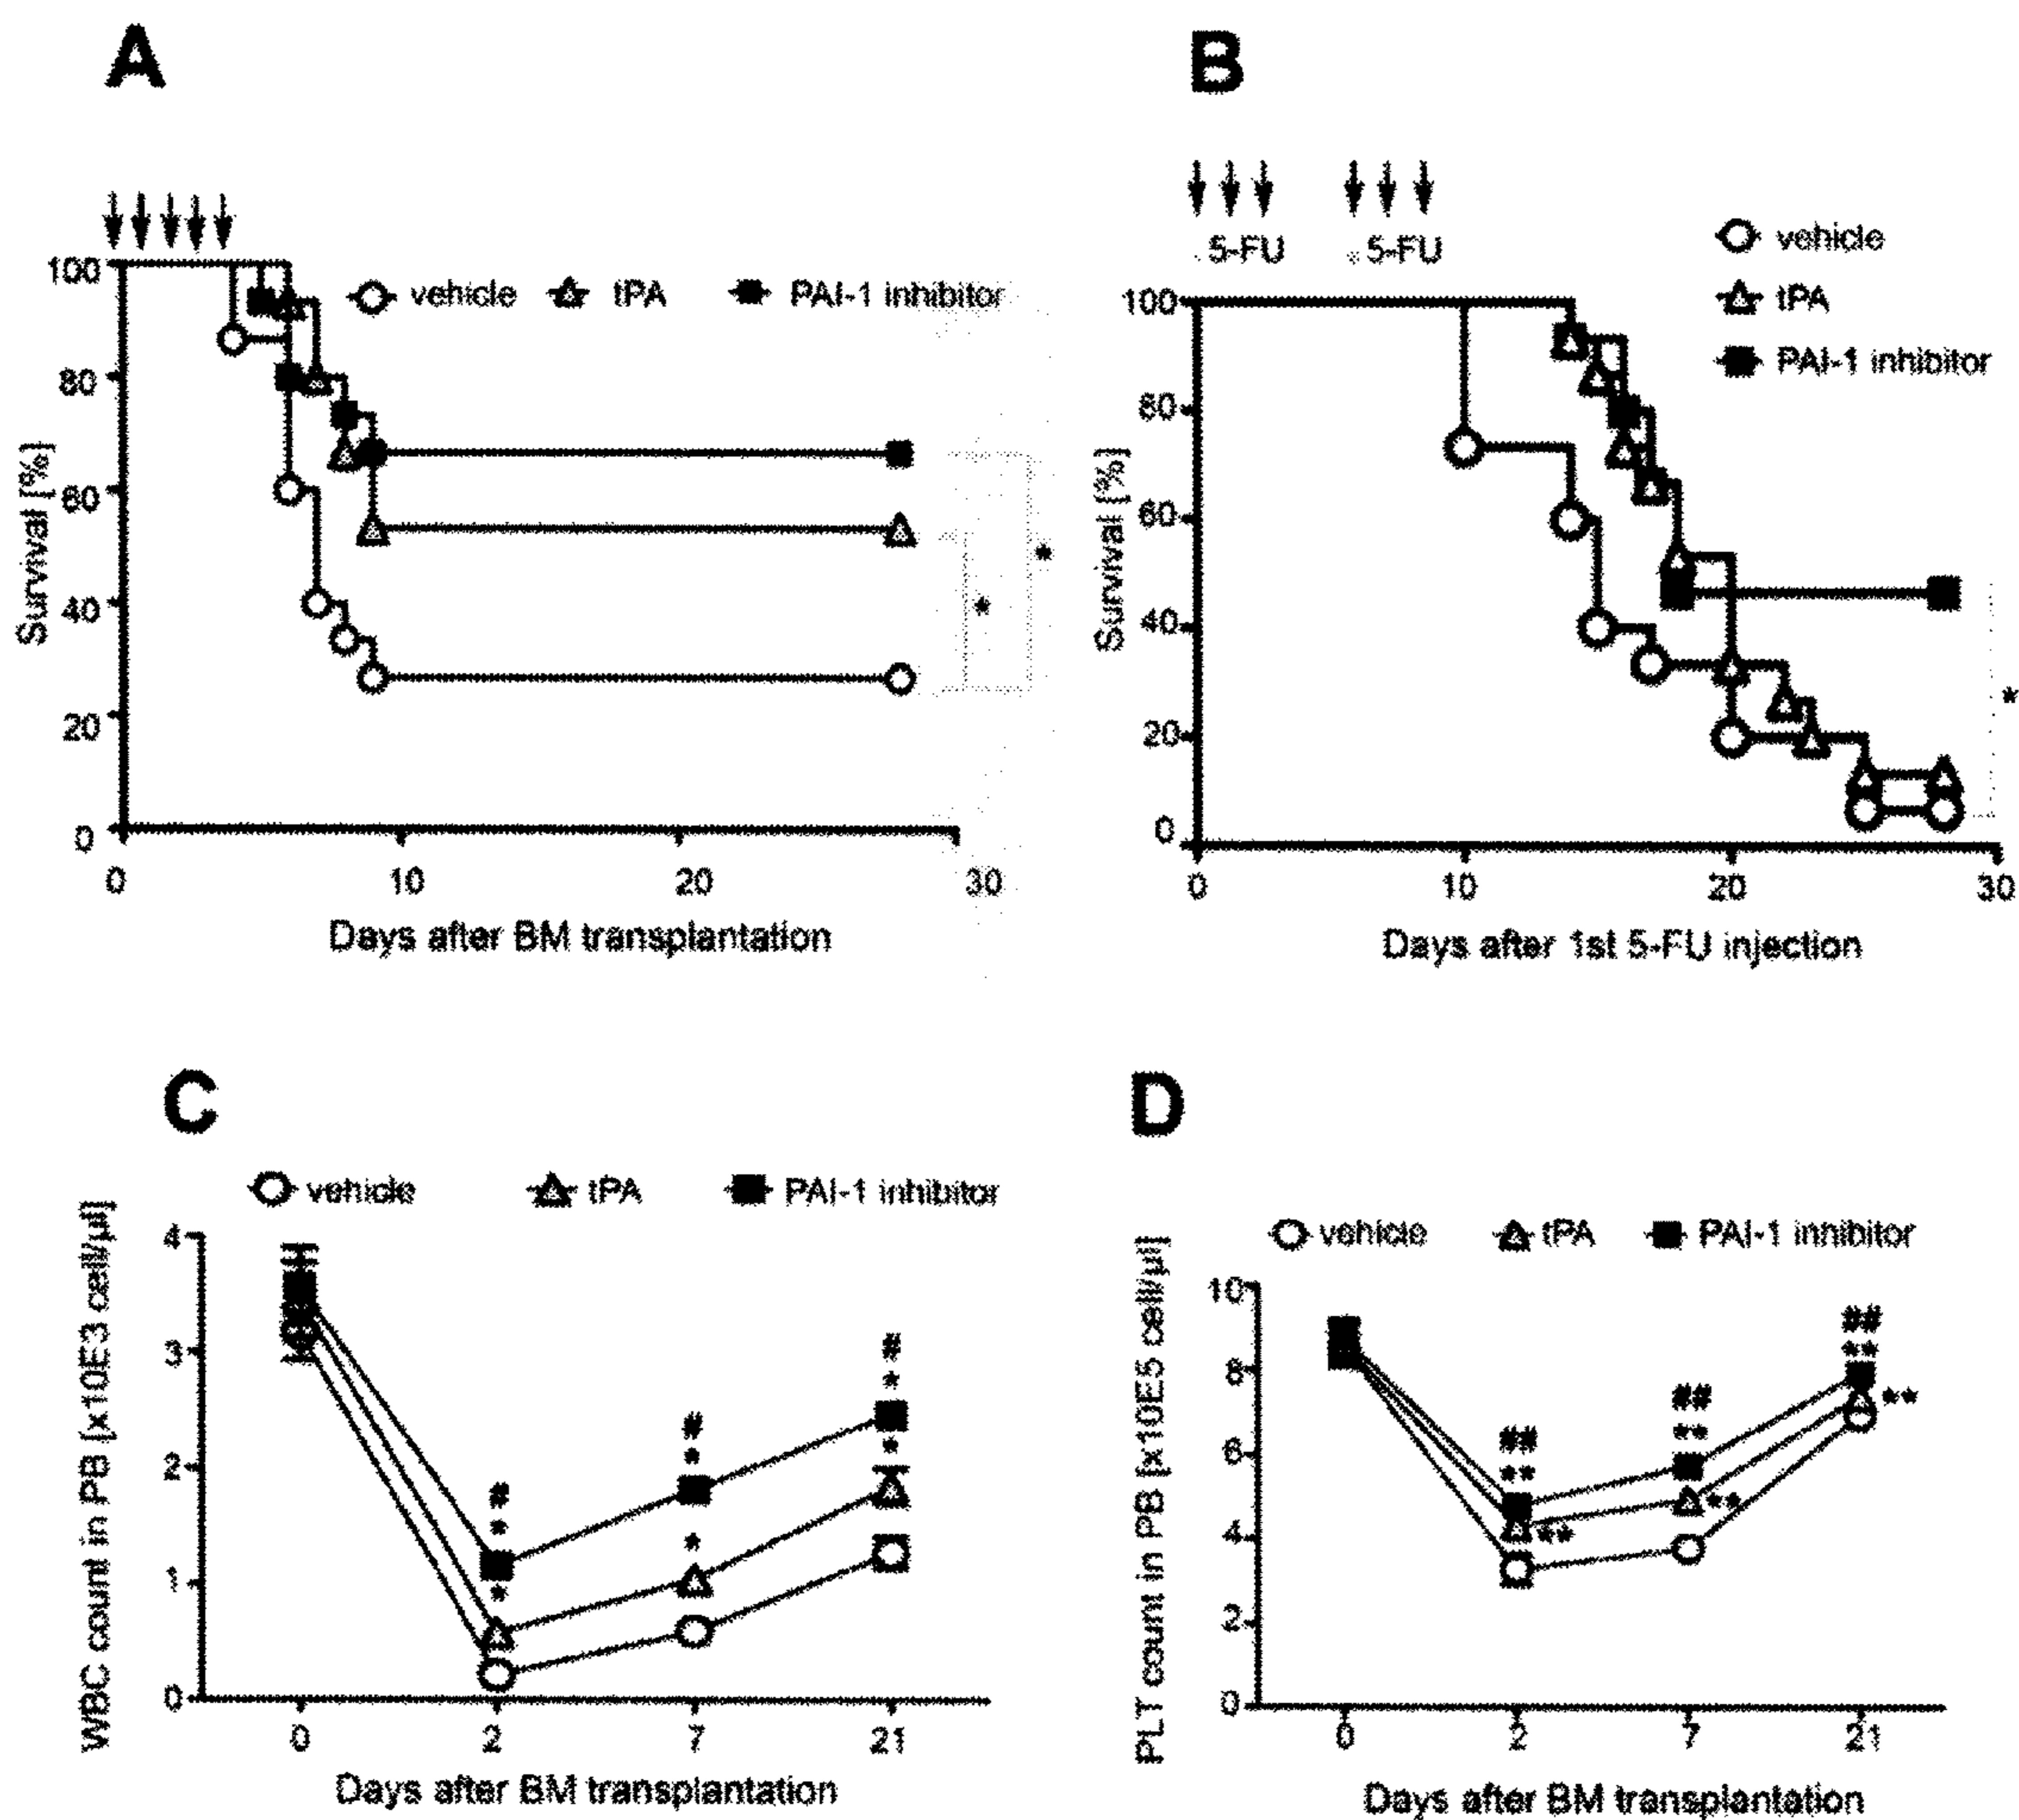 A
100
80
60
40
20
0
Survival [%]
vehicle tPA PAI-1 inhibitor
*
*
0 10 20 30
Days after BM transplantation
B
5-FU 5-FU
vehicle
tPA
PAI-1 inhibitor
100
80
60
40
20
0
Survival [%]
*
0 10 20 30
Days after 1st 5-FU injection
C
vehicle tPA PAI-1 inhibitor
WBC count in PB [x10E3 cell/µl]
4
3
2
1
0
#
*
*
#
*
*
#
*
*
0 2 7 21
Days after BM transplantation
D
vehicle tPA PAI-1 inhibitor
PLT count in PB [x10E5 cell/µl]
10
8
6
4
2
0
##
**
**
##
**
**
##
**
**
0 2 7 21
Days after BM transplantation